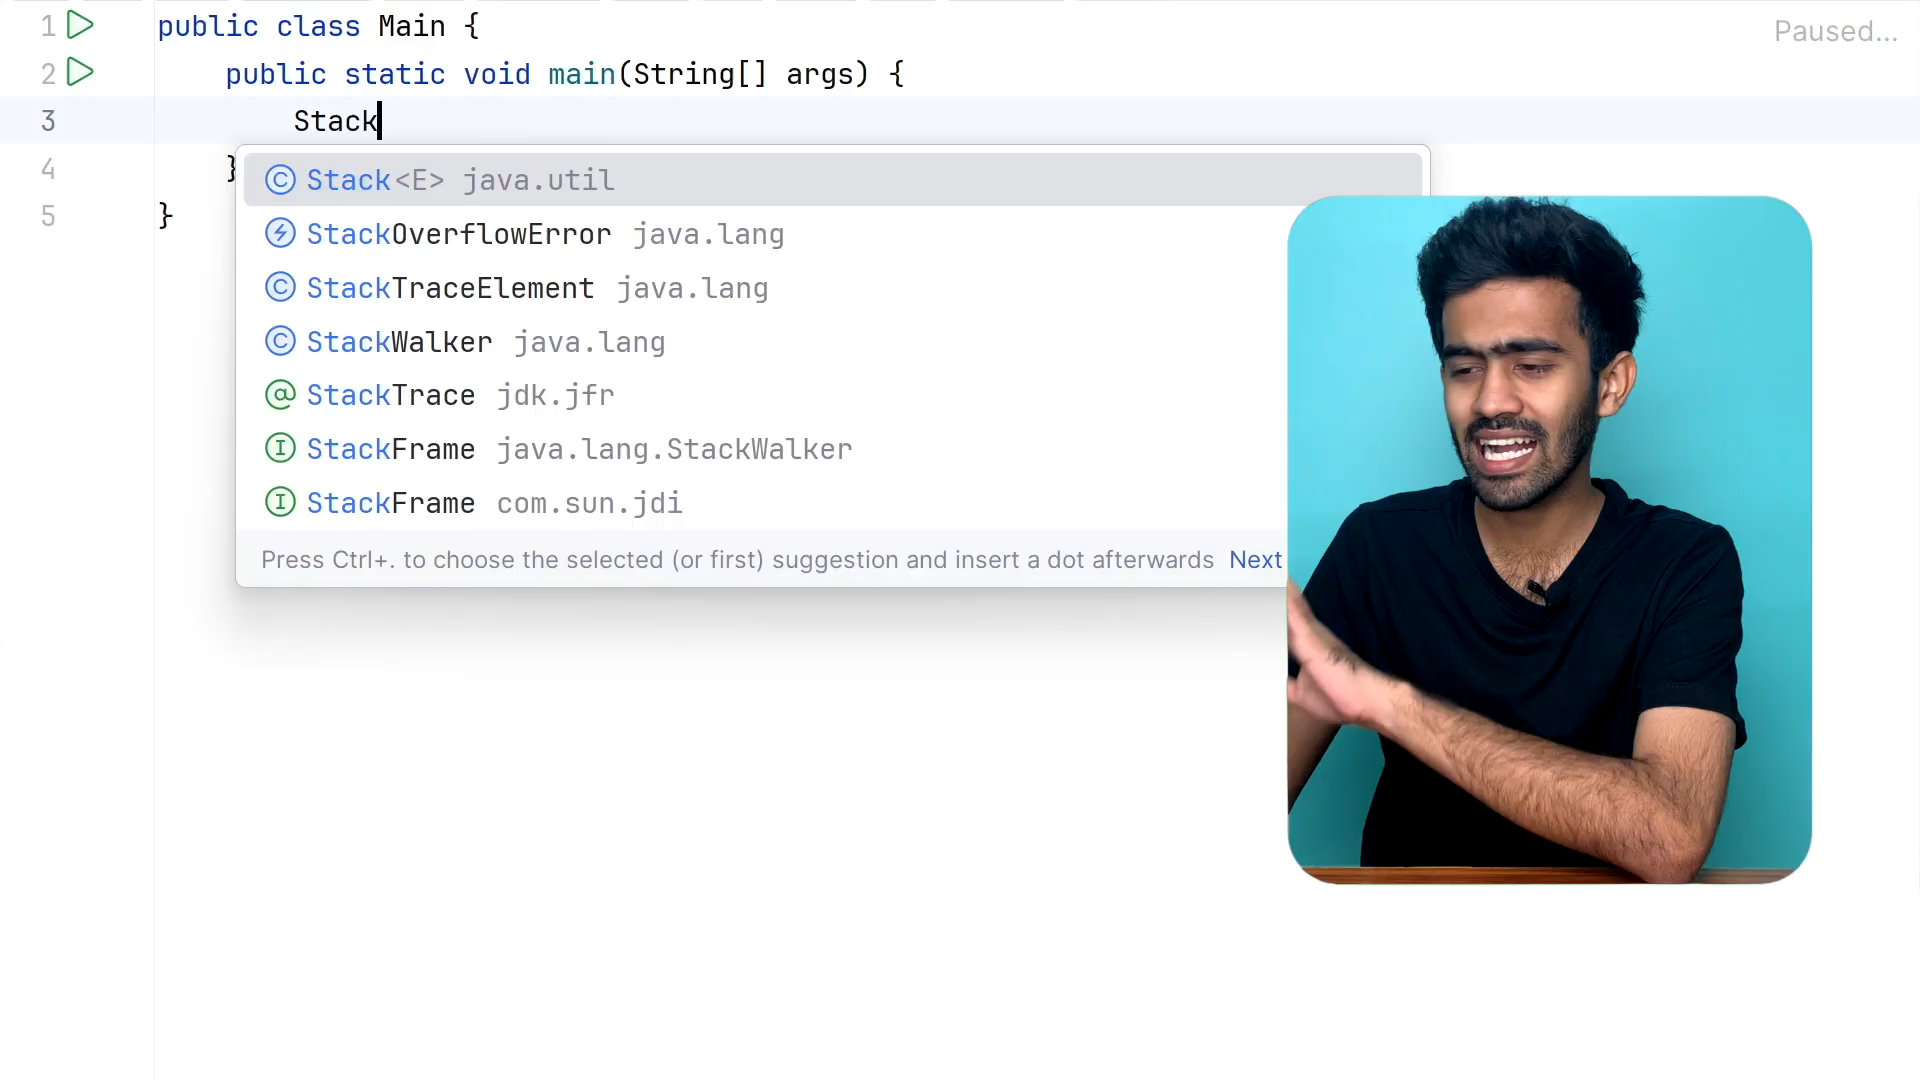 1 public class Main {
Paused...
2 public static void main(String[] args) {
3 Stack
4 }
5 }
Stack<E> java.util
StackOverflowError java.lang
StackTraceElement java.lang
StackWalker java.lang
StackTrace jdk.jfr
StackFrame java.lang.StackWalker
StackFrame com.sun.jdi
Press Ctrl+. to choose the selected (or first) suggestion and insert a dot afterwards Next